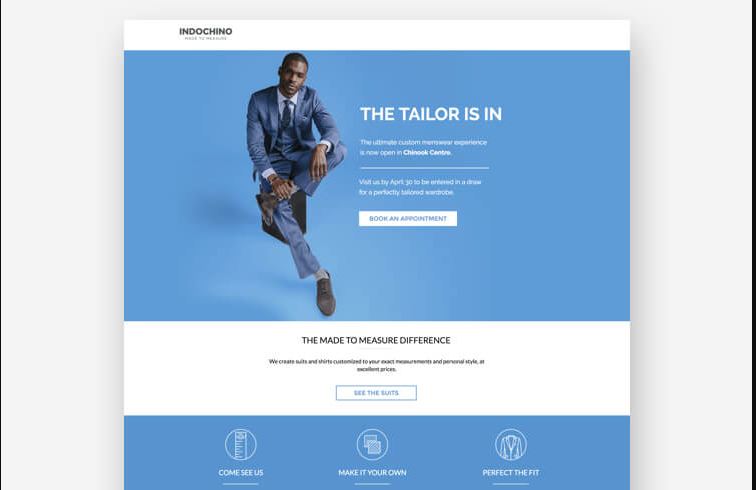 INDOCHINO
MADE TO MEASURE
THE TAILOR IS IN
The ultimate custom menswear experience
is now open in Chinook Centre.
Visit us by April 30 to be entered in a draw
for a perfectly tailored wardrobe.
BOOK AN APPOINTMENT
THE MADE TO MEASURE DIFFERENCE
We create suits and shirts customized to your exact measurements and personal style, at
excellent prices.
SEE THE SUITS
COME SEE US
MAKE IT YOUR OWN
PERFECT THE FIT